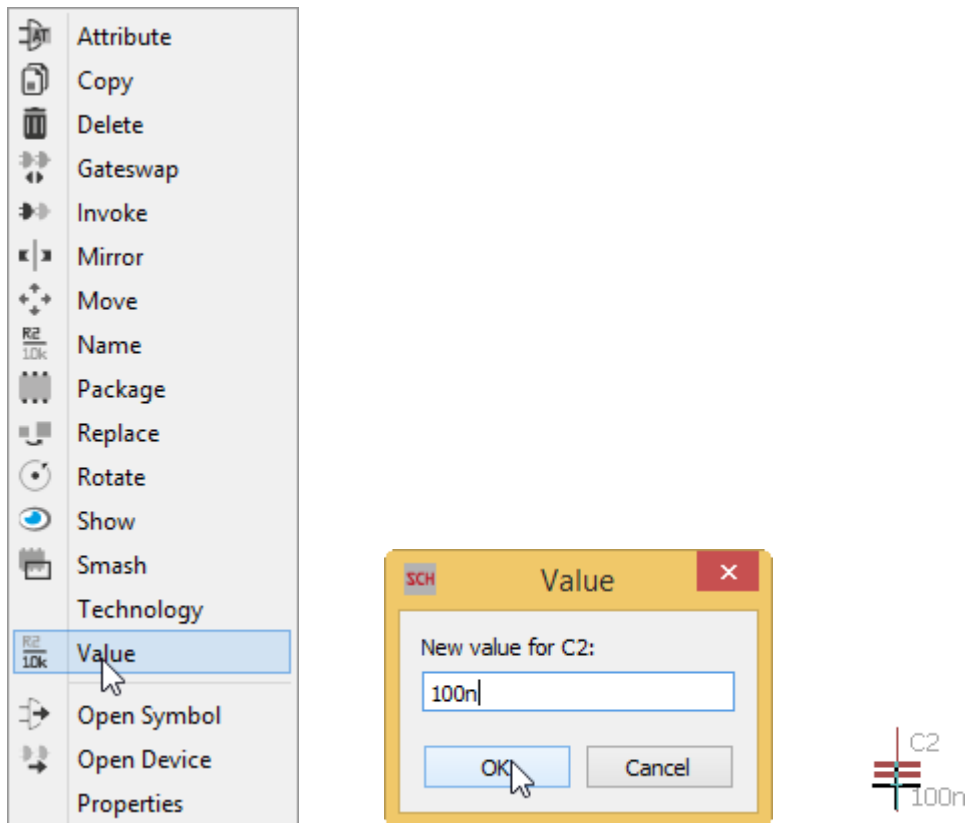 Attribute
Copy
Delete
Gateswap
Invoke
Mirror
Move
R2
10k
Name
Package
Replace
Rotate
Show
Smash
Technology
R2
10k
Value
Open Symbol
Open Device
Properties
SCH
Value
New value for C2:
100n
OK
Cancel
C2
100n